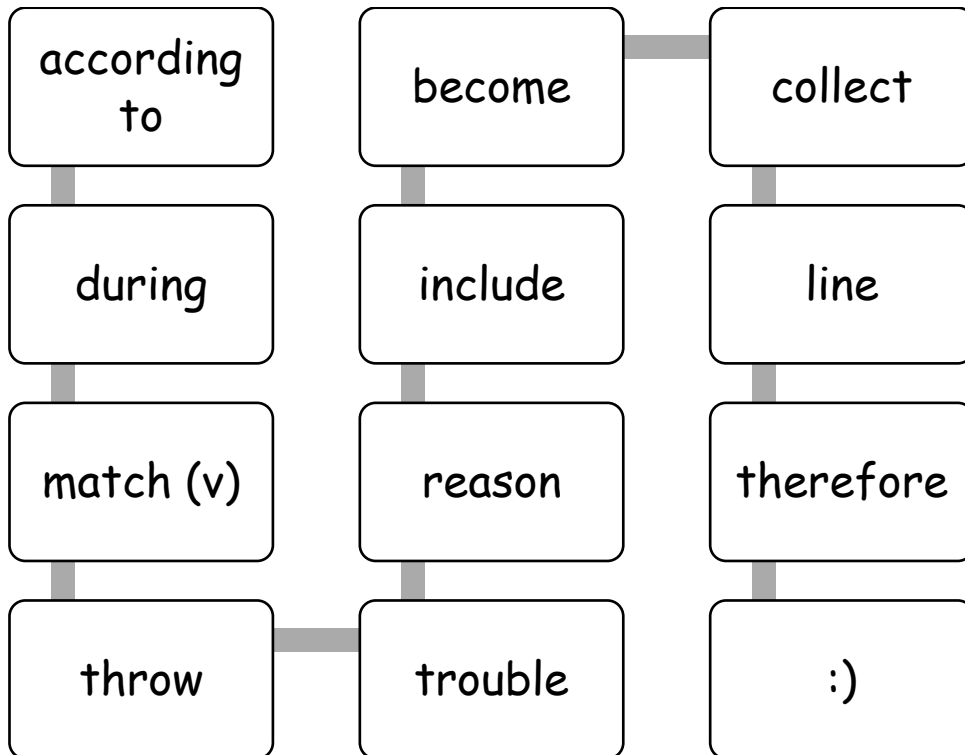 according
to
during
match (v)
throw
trouble
reason
include
become
collect
line
therefore
:)